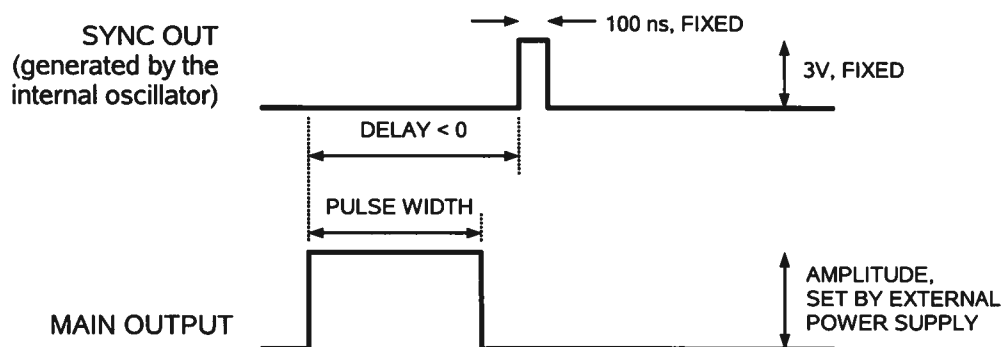 SYNC OUT
(generated by the
internal oscillator)
100 ns, FIXED
3V, FIXED
DELAY < 0
PULSE WIDTH
MAIN OUTPUT
AMPLITUDE,
SET BY EXTERNAL
POWER SUPPLY